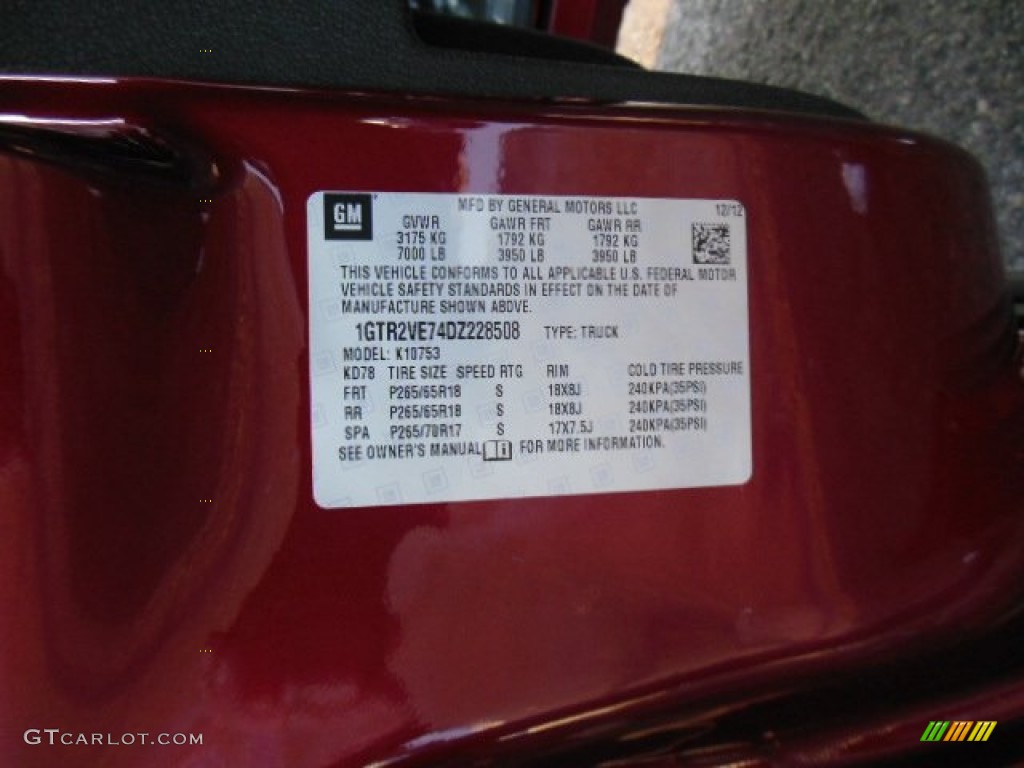 GM MFD BY GENERAL MOTORS LLC 12/12
GVWR GAWR FRT GAWR RR
3175 KG 1792 KG 1792 KG
7000 LB 3950 LB 3950 LB
THIS VEHICLE CONFORMS TO ALL APPLICABLE U.S. FEDERAL MOTOR
VEHICLE SAFETY STANDARDS IN EFFECT ON THE DATE OF
MANUFACTURE SHOWN ABOVE.
1GTR2VE74DZ228508 TYPE: TRUCK
MODEL: K10753
KD78 TIRE SIZE SPEED RTG RIM COLD TIRE PRESSURE
FRT P265/65R18 S 18X8J 240KPA(35PSI)
RR P265/65R18 S 18X8J 240KPA(35PSI)
SPA P265/70R17 S 17X7.5J 240KPA(35PSI)
SEE OWNER'S MANUAL FOR MORE INFORMATION.
GTCARLOT.COM